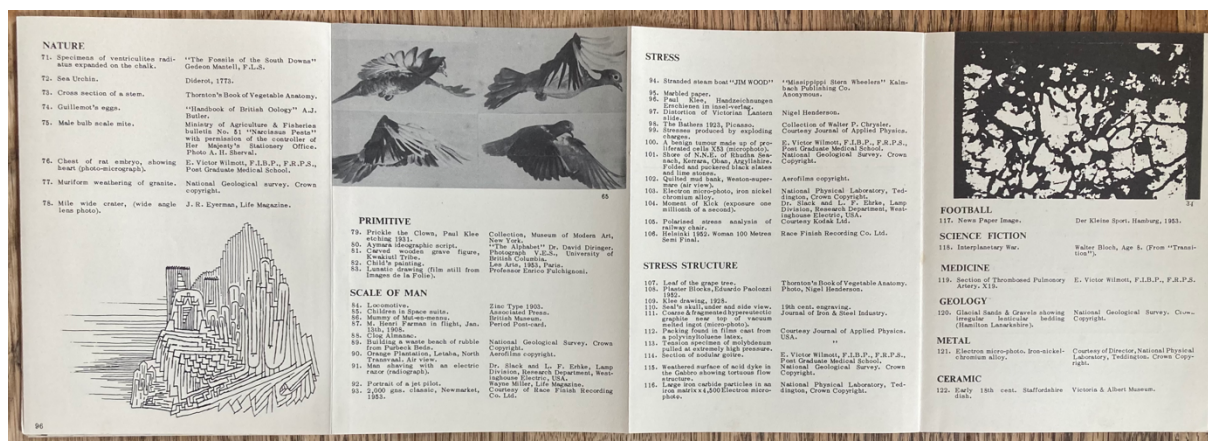 NATURE
71. Specimens of ventriculites radi- "The Fossils of the South Downs"
atus expanded on the chalk. Gedeon Mantell, F.L.S.
72. Sea Urchin. Diderot, 1773.
73. Cross section of a stem. Thornton's Book of Vegetable Anatomy.
74. Guillemot's eggs. "Handbook of British Oology" A.J.
Butler.
75. Male bulb scale mite. Ministry of Agriculture & Fisheries
bulletin No. 51 "Narcissus Pests"
with permission of the controller of
Her Majesty's Stationery Office.
Photo A. H. Sherval.
76. Chest of rat embryo, showing E. Victor Wilmott, F.I.B.P., F.R.P.S.,
heart (photo-micrograph). Post Graduate Medical School.
77. Muriform weathering of granite. National Geological survey. Crown
copyright.
78. Mile wide crater, (wide angle J. R. Eyerman, Life Magazine.
lens photo).
96
65
PRIMITIVE
79. Prickle the Clown, Paul Klee Collection, Museum of Modern Art,
etching 1931. New York.
80. Aymara ideographic script. "The Alphabet" Dr. David Diringer.
81. Carved wooden grave figure, Photograph V.E.S., University of
Kwakiutl Tribe. British Columbia.
82. Child's painting. Les Arts, 1953, Paris.
83. Lunatic drawing (film still from Professor Enrico Fulchignoni.
Images de la Folie).
SCALE OF MAN
84. Locomotive. Zinc Type 1903.
85. Children in Space suits. Associated Press.
86. Mummy of Mut-em-menu. British Museum.
87. M. Henri Farman in flight, Jan. Period Post-card.
13th, 1908.
88. Clog Almanac.
89. Building a waste beach of rubble National Geological Survey. Crown
from Purbeck Beds. Copyright.
90. Orange Plantation, Letaba, North Aerofilms copyright.
Transvaal. Air view.
91. Man shaving with an electric Dr. Slack and L. F. Ehrke, Lamp
razor (radiograph). Division, Research Department, West-
inghouse Electric, USA.
92. Portrait of a jet pilot. Wayne Miller, Life Magazine.
93. 2,000 gns. classic, Newmarket, Courtesy of Race Finish Recording
1953. Co. Ltd.
STRESS
94. Stranded steam boat "JIM WOOD" "Mississippi Stern Wheelers" Kalm-
bach Publishing Co.
95. Marbled paper. Anonymous.
96. Paul Klee, Handzeichnungen
Erschienen in insel-verlag.
97. Distortion of Victorian Lantern Nigel Henderson.
slide.
98. The Bathers 1923, Picasso. Collection of Walter P. Chrysler.
99. Stresses produced by exploding Courtesy Journal of Applied Physics.
charges.
100. A benign tumour made up of pro- E. Victor Wilmott, F.I.B.P., F.R.P.S.,
liferated cells X53 (microphoto). Post Graduate Medical School.
101. Shore of N.N.E. of Rhudha Sea- National Geological Survey. Crown
nach, Kerrara, Oban, Argyllshire. Copyright.
Folded and puckered black slates
and lime stones.
102. Quilted mud bank, Weston-super- Aerofilms copyright.
mare (air view).
103. Electron micro-photo, iron nickel National Physical Laboratory, Ted-
chromium alloy. dington, Crown Copyright.
104. Moment of Kick (exposure one Dr. Slack and L. F. Ehrke, Lamp
millionth of a second). Division, Research Department, West-
inghouse Electric, USA.
105. Polarised stress analysis of Courtesy Kodak Ltd.
railway chair.
106. Helsinki 1952. Woman 100 Metres Race Finish Recording Co. Ltd.
Semi Final.
STRESS STRUCTURE
107. Leaf of the grape tree. Thornton's Book of Vegetable Anatomy.
108. Plaster Blocks, Eduardo Paolozzi Photo, Nigel Henderson.
1952.
109. Klee drawing, 1928.
110. Seal's skull, under and side view. 19th cent. engraving.
111. Coarse & fragmented hypereutectic Journal of Iron & Steel Industry.
graphite near top of vacuum
melted ingot (micro-photo).
112. Packing found in films cast from Courtesy Journal of Applied Physics.
a polyvinyltoluene latex. USA.
113. Tension specimen of molybdenum "
pulled at extremely high pressure.
114. Section of nodular goitre. E. Victor Wilmott, F.I.B.P., F.R.P.S.,
Post Graduate Medical School.
115. Weathered surface of acid dyke in National Geological Survey. Crown
the Gabbro showing tortuous flow Copyright.
structure.
116. Large iron carbide particles in an National Physical Laboratory, Ted-
iron matrix x 4,500 Electron micro- dington, Crown Copyright.
photo.
34
FOOTBALL
117. News Paper Image. Der Kleine Sport. Hamburg, 1953.
SCIENCE FICTION
118. Interplanetary War. Walter Bloch, Age 8. (From "Transi-
tion").
MEDICINE
119. Section of Thrombosed Pulmonary E. Victor Wilmott, F.I.B.P., F.R.P.S.
Artery. X19.
GEOLOGY
120. Glacial Sands & Gravels showing National Geological Survey.
irregular lenticular bedding Copyright.
(Hamilton Lanarkshire).
METAL
121. Electron micro-photo. Iron-nickel- Courtesy of Director, National Physical
chromium alloy. Laboratory, Teddington. Crown Copy-
right.
CERAMIC
122. Early 18th cent. Staffordshire Victoria & Albert Museum.
dish.